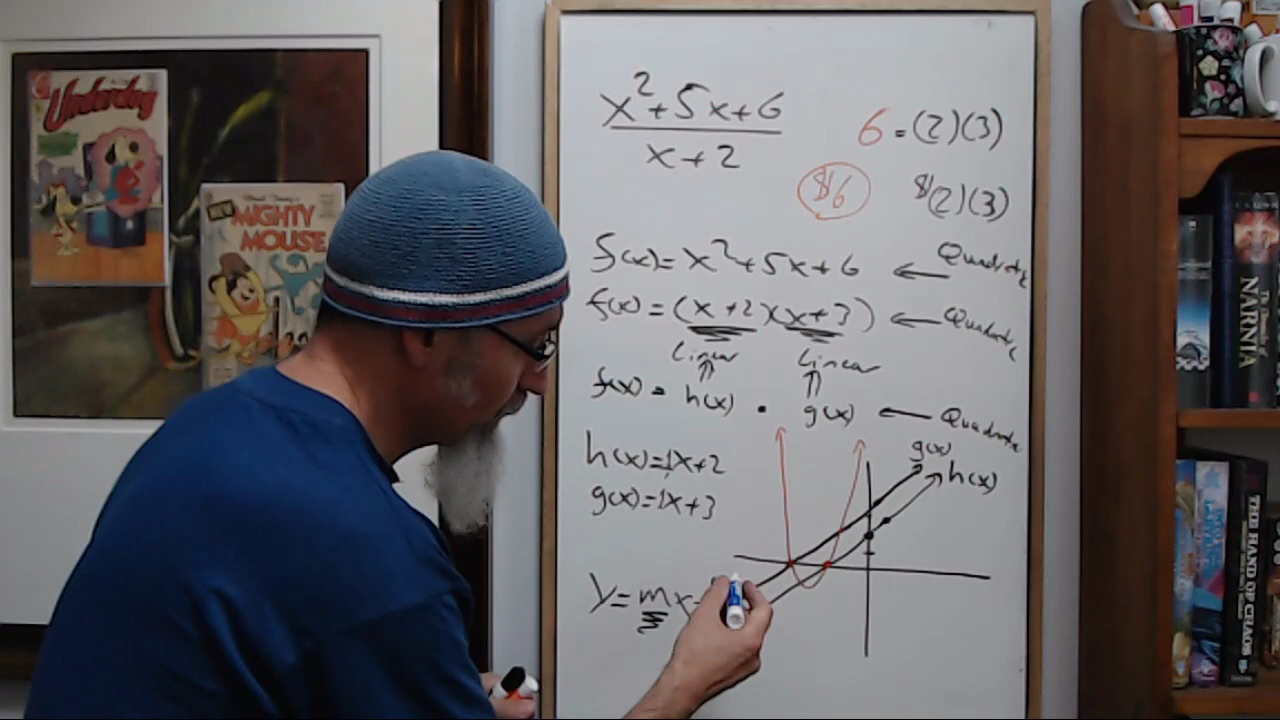 Underdog
NEW
MIGHTY
MOUSE
x²+5x+6
x+2
6=(2)(3)
$6
$(2)(3)
f(x)=x²+5x+6 ← Quadratic
f(x)=(x+2)(x+3) ← Quadratic
Linear Linear
f(x)=h(x)·g(x) ← Quadratic
h(x)=1x+2
g(x)=1x+3
g(x)
h(x)
y=mx
NARNIA
THE HAND OF CHAOS